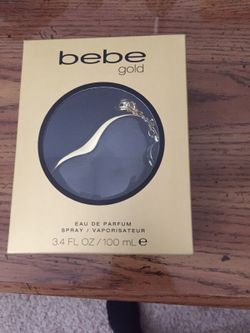 bebe
gold
EAU DE PARFUM
SPRAY / VAPORISATEUR
3.4 FL OZ / 100 mL e